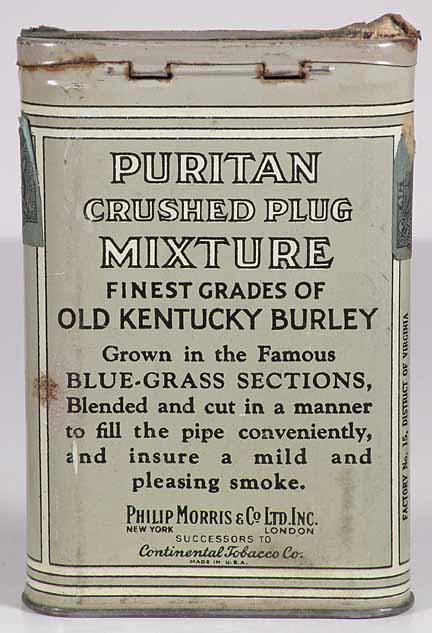 PURITAN
CRUSHED PLUG
MIXTURE
FINEST GRADES OF
OLD KENTUCKY BURLEY
Grown in the Famous
BLUE-GRASS SECTIONS,
Blended and cut in a manner
to fill the pipe conveniently,
and insure a mild and
pleasing smoke.
PHILIP MORRIS & Co LTD. INC.
NEW YORK LONDON
SUCCESSORS TO
Continental Tobacco Co.
MADE IN U.S.A.
FACTORY No. 15, DISTRICT OF VIRGINIA